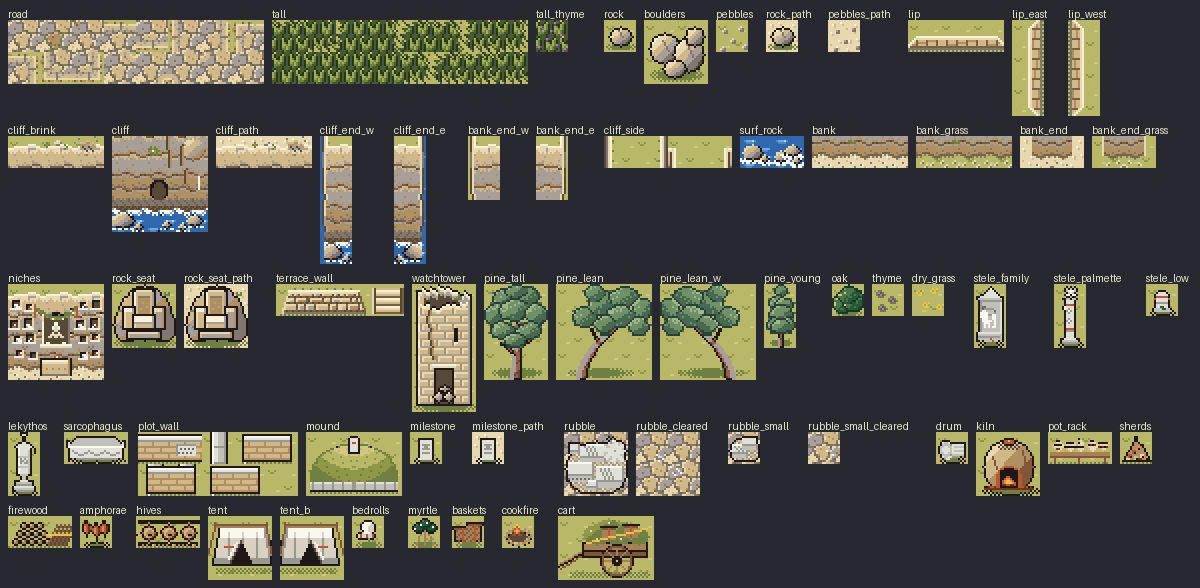 road tall tall_thyme rock boulders pebbles rock_path pebbles_path lip lip_east lip_west
cliff_brink cliff cliff_path cliff_end_w cliff_end_e bank_end_w bank_end_e cliff_side surf_rock bank bank_grass bank_end bank_end_grass
niches rock_seat rock_seat_path terrace_wall watchtower pine_tall pine_lean pine_lean_w pine_young oak thyme dry_grass stele_family stele_palmette stele_low
lekythos sarcophagus plot_wall mound milestone milestone_path rubble rubble_cleared rubble_small rubble_small_cleared drum kiln pot_rack sherds
firewood amphorae hives tent tent_b bedrolls myrtle baskets cookfire cart